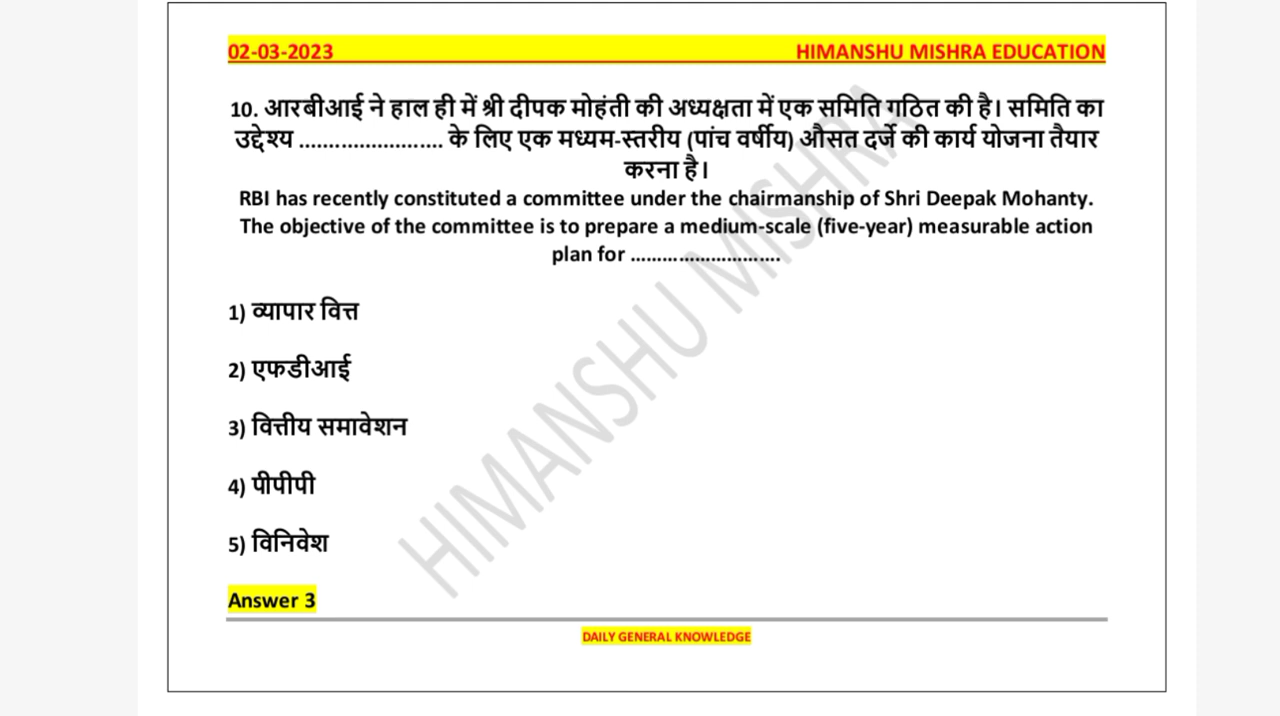 02-03-2023 HIMANSHU MISHRA EDUCATION
10. आरबीआई ने हाल ही में श्री दीपक मोहंती की अध्यक्षता में एक समिति गठित की है। समिति का
उद्देश्य ........................ के लिए एक मध्यम-स्तरीय (पांच वर्षीय) औसत दर्जे की कार्य योजना तैयार
करना है।
RBI has recently constituted a committee under the chairmanship of Shri Deepak Mohanty.
The objective of the committee is to prepare a medium-scale (five-year) measurable action
plan for ..........................
1) व्यापार वित्त
2) एफडीआई
3) वित्तीय समावेशन
4) पीपीपी
5) विनिवेश
Answer 3
DAILY GENERAL KNOWLEDGE
HIMANSHU MISHRA